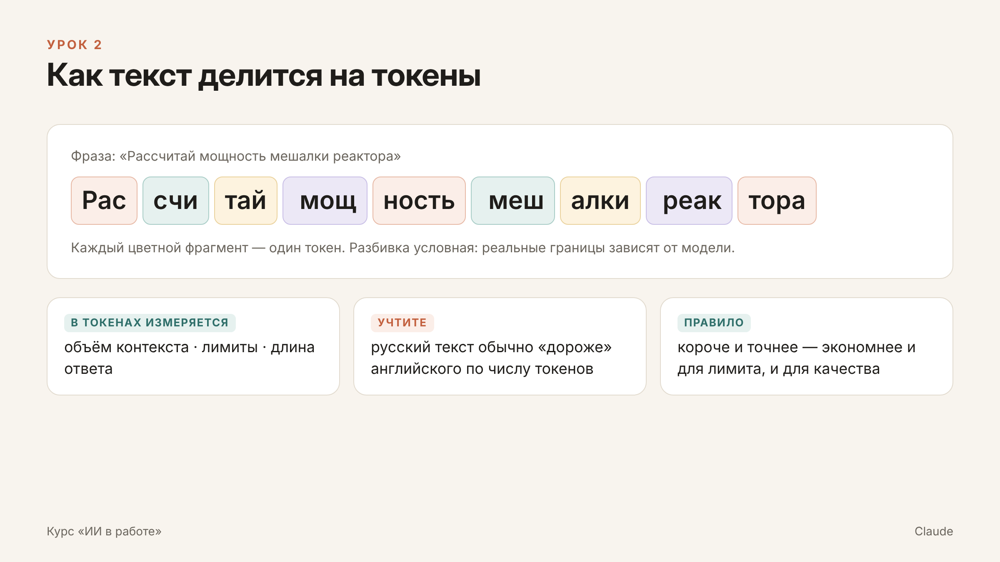 УРОК 2
Как текст делится на токены
Фраза: «Рассчитай мощность мешалки реактора»
Рас счи тай мощ ность меш алки реак тора
Каждый цветной фрагмент — один токен. Разбивка условная: реальные границы зависят от модели.
В ТОКЕНАХ ИЗМЕРЯЕТСЯ
объём контекста · лимиты · длина
ответа
УЧТИТЕ
русский текст обычно «дороже»
английского по числу токенов
ПРАВИЛО
короче и точнее — экономнее и
для лимита, и для качества
Курс «ИИ в работе»
Claude